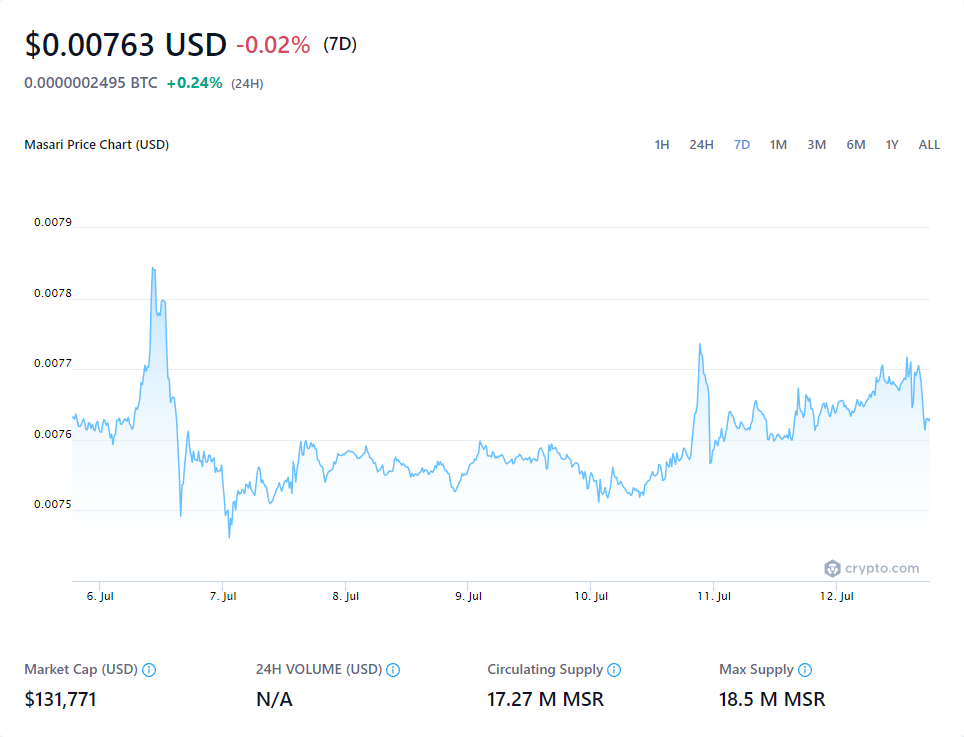 $0.00763 USD -0.02% (7D)
0.0000002495 BTC +0.24% (24H)
Masari Price Chart (USD) 1H 24H 7D 1M 3M 6M 1Y ALL
0.0079
0.0078
0.0077
0.0076
0.0075
crypto.com
6. Jul 7. Jul 8. Jul 9. Jul 10. Jul 11. Jul 12. Jul
Market Cap (USD) 24H VOLUME (USD) Circulating Supply Max Supply
$131,771 N/A 17.27 M MSR 18.5 M MSR